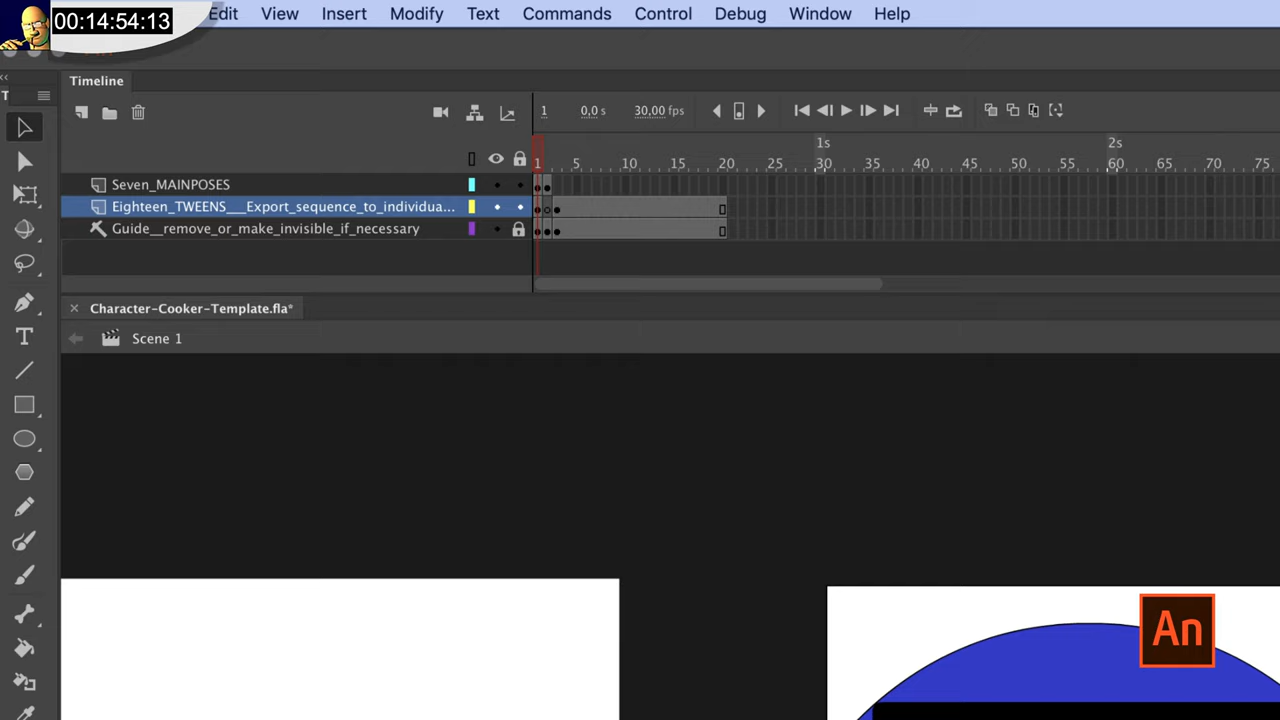 00:14:54:13
Edit View Insert Modify Text Commands Control Debug Window Help
Timeline
1 0,0 s 30,00 fps
1s 2s
1 5 10 15 20 25 30 35 40 45 50 55 60 65 70 75
Seven_MAINPOSES
Eighteen_TWEENS___Export_sequence_to_individua...
Guide__remove_or_make_invisible_if_necessary
Character-Cooker-Template.fla*
Scene 1
An